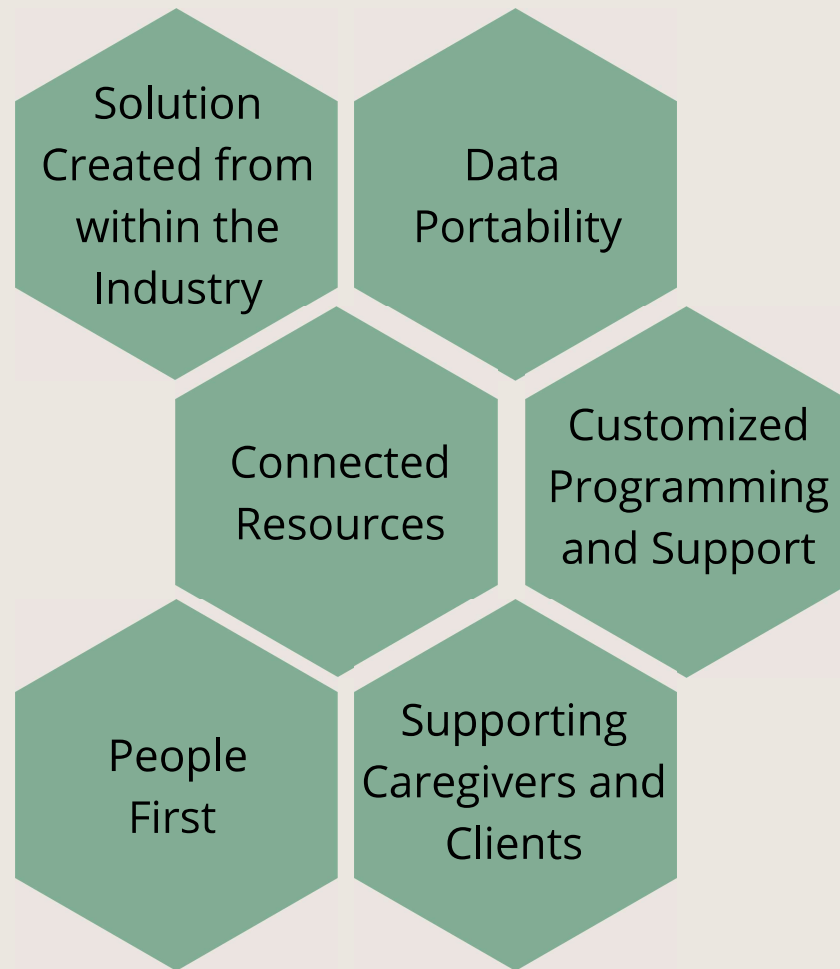 Solution
Created from
within the
Industry
Data
Portability
Connected
Resources
Customized
Programming
and Support
People
First
Supporting
Caregivers and
Clients